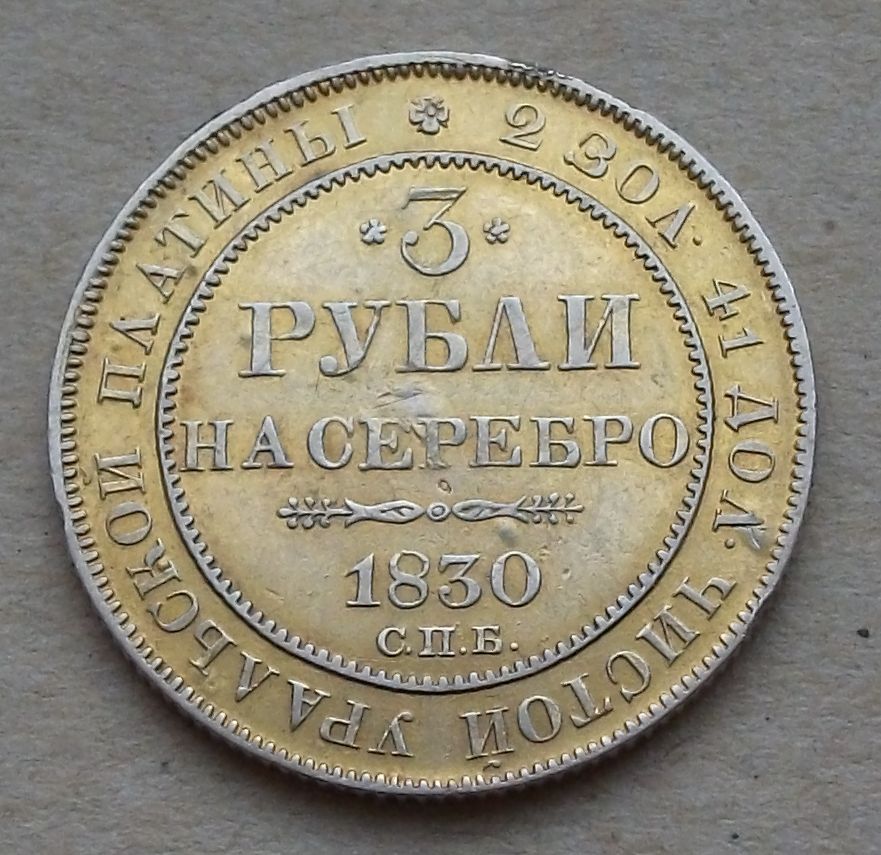 2 ЗОЛ. 41 ДОЛ. ЧИСТОЙ УРАЛЬСКОЙ ПЛАТИНЫ
3
РУБЛИ
НА СЕРЕБРО
1830
С.П.Б.